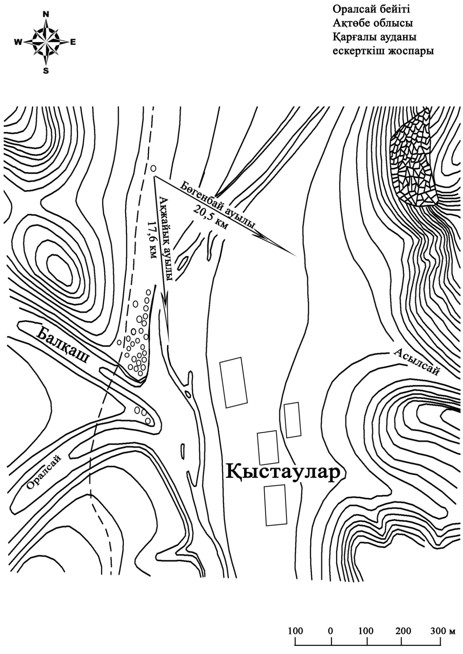 N
W E
S
Оралсай бейіті
Ақтөбе облысы
Қарғалы ауданы
ескерткіш жоспары
Бөгенбай ауылы
20,5 км
Ақжайық ауылы
17,6 км
Балқаш
Асылсай
Оралсай
Қыстаулар
100 0 100 200 300 м